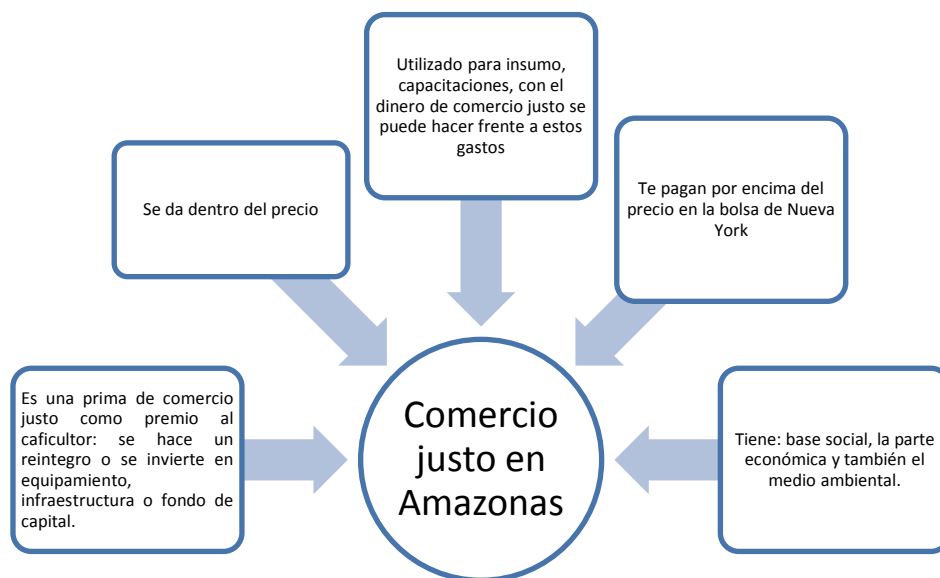 Utilizado para insumo,
capacitaciones, con el
dinero de comercio justo se
puede hacer frente a estos
gastos
Se da dentro del precio
Te pagan por encima del
precio en la bolsa de Nueva
York
Es una prima de comercio
justo como premio al
caficultor: se hace un
reintegro o se invierte en
equipamiento,
infraestructura o fondo de
capital.
Comercio
justo en
Amazonas
Tiene: base social, la parte
económica y también el
medio ambiental.